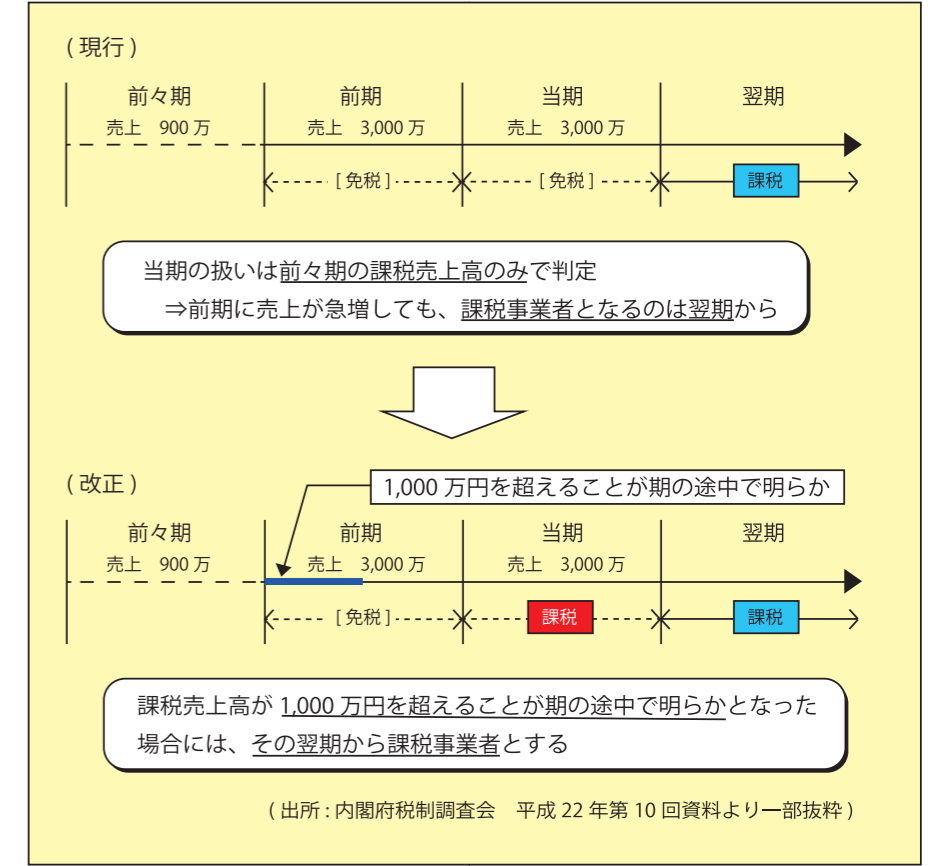 (現行)
前々期 前期 当期 翌期
売上 900万 売上 3,000万 売上 3,000万
[免税] [免税] 課税
当期の扱いは前々期の課税売上高のみで判定
⇒前期に売上が急増しても、課税事業者となるのは翌期から
(改正)
1,000万円を超えることが期の途中で明らか
前々期 前期 当期 翌期
売上 900万 売上 3,000万 売上 3,000万
[免税] 課税 課税
課税売上高が 1,000万円を超えることが期の途中で明らかとなった
場合には、その翌期から課税事業者とする
(出所:内閣府税制調査会 平成22年第10回資料より一部抜粋)